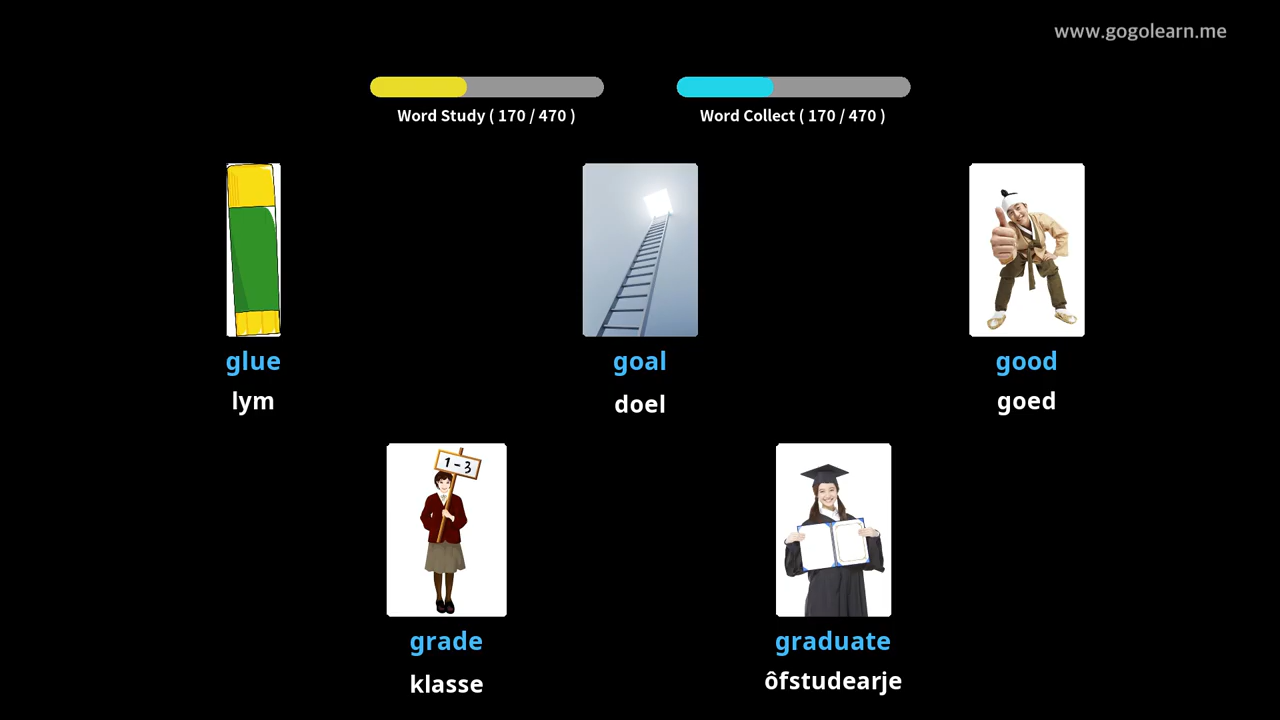 www.gogolearn.me
Word Study ( 170 / 470 )
Word Collect ( 170 / 470 )
glue
goal
good
lym
doel
goed
1-3
grade
graduate
klasse
ôfstudearje